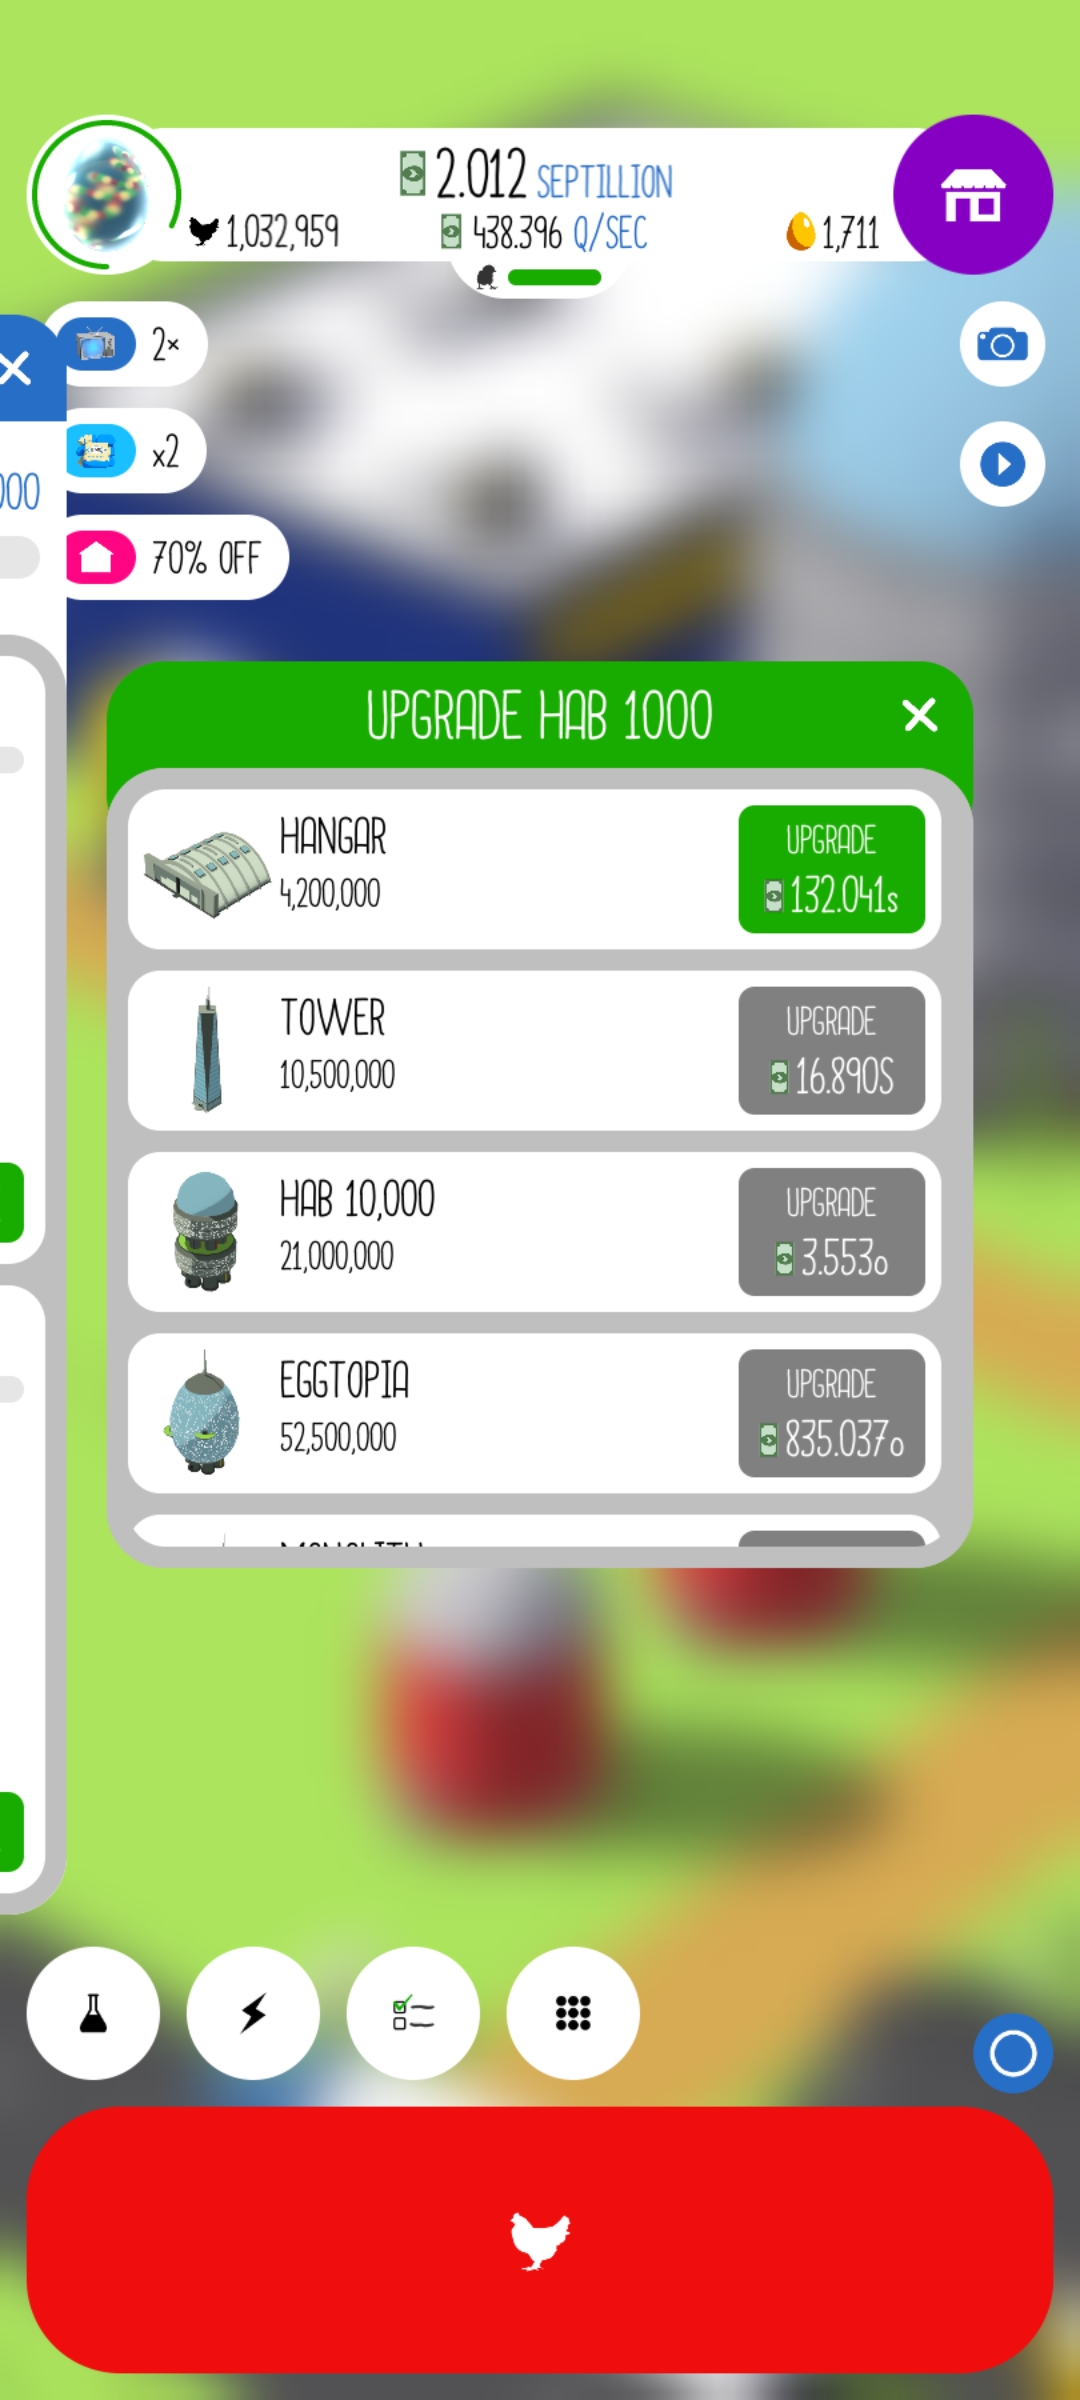 2.012 SEPTILLION
1,032,959
438.396 Q/SEC
1,711
2×
x2
70% OFF
000
UPGRADE HAB 1000
HANGAR
4,200,000
UPGRADE
132.041s
TOWER
10,500,000
UPGRADE
16.890S
HAB 10,000
21,000,000
UPGRADE
3.553o
EGGTOPIA
52,500,000
UPGRADE
835.037o